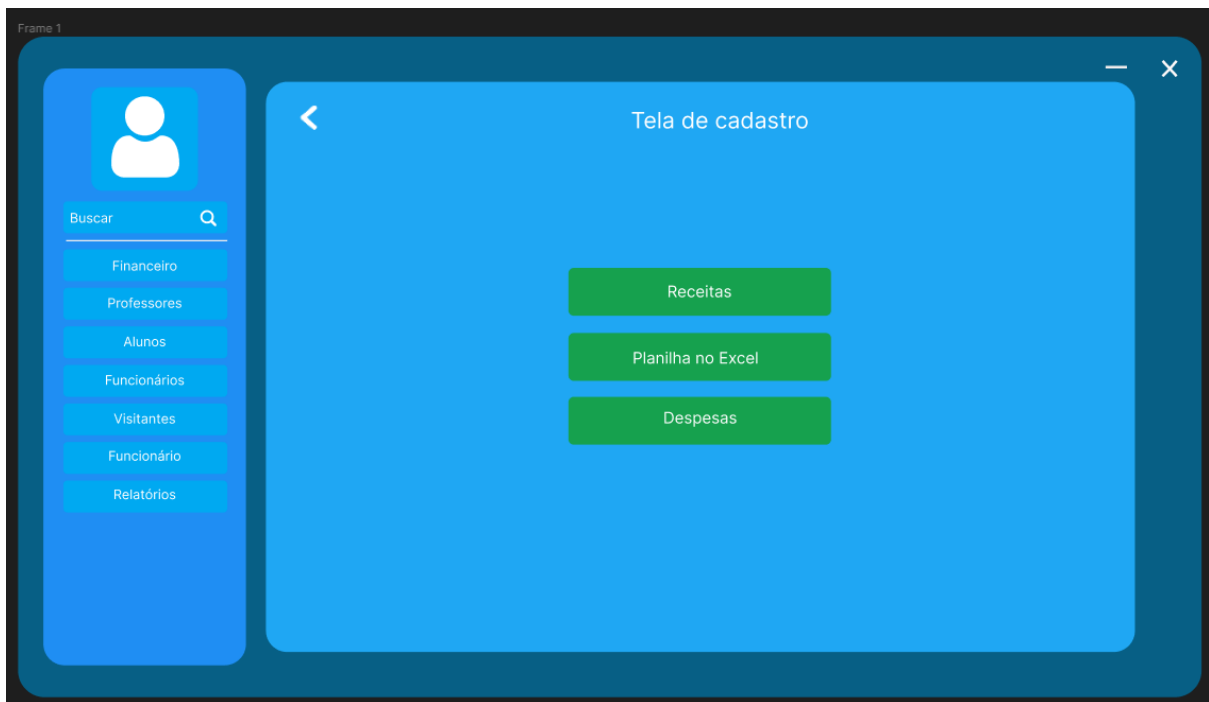 Frame 1
Tela de cadastro
Buscar
Financeiro
Professores
Alunos
Funcionários
Visitantes
Funcionário
Relatórios
Receitas
Planilha no Excel
Despesas